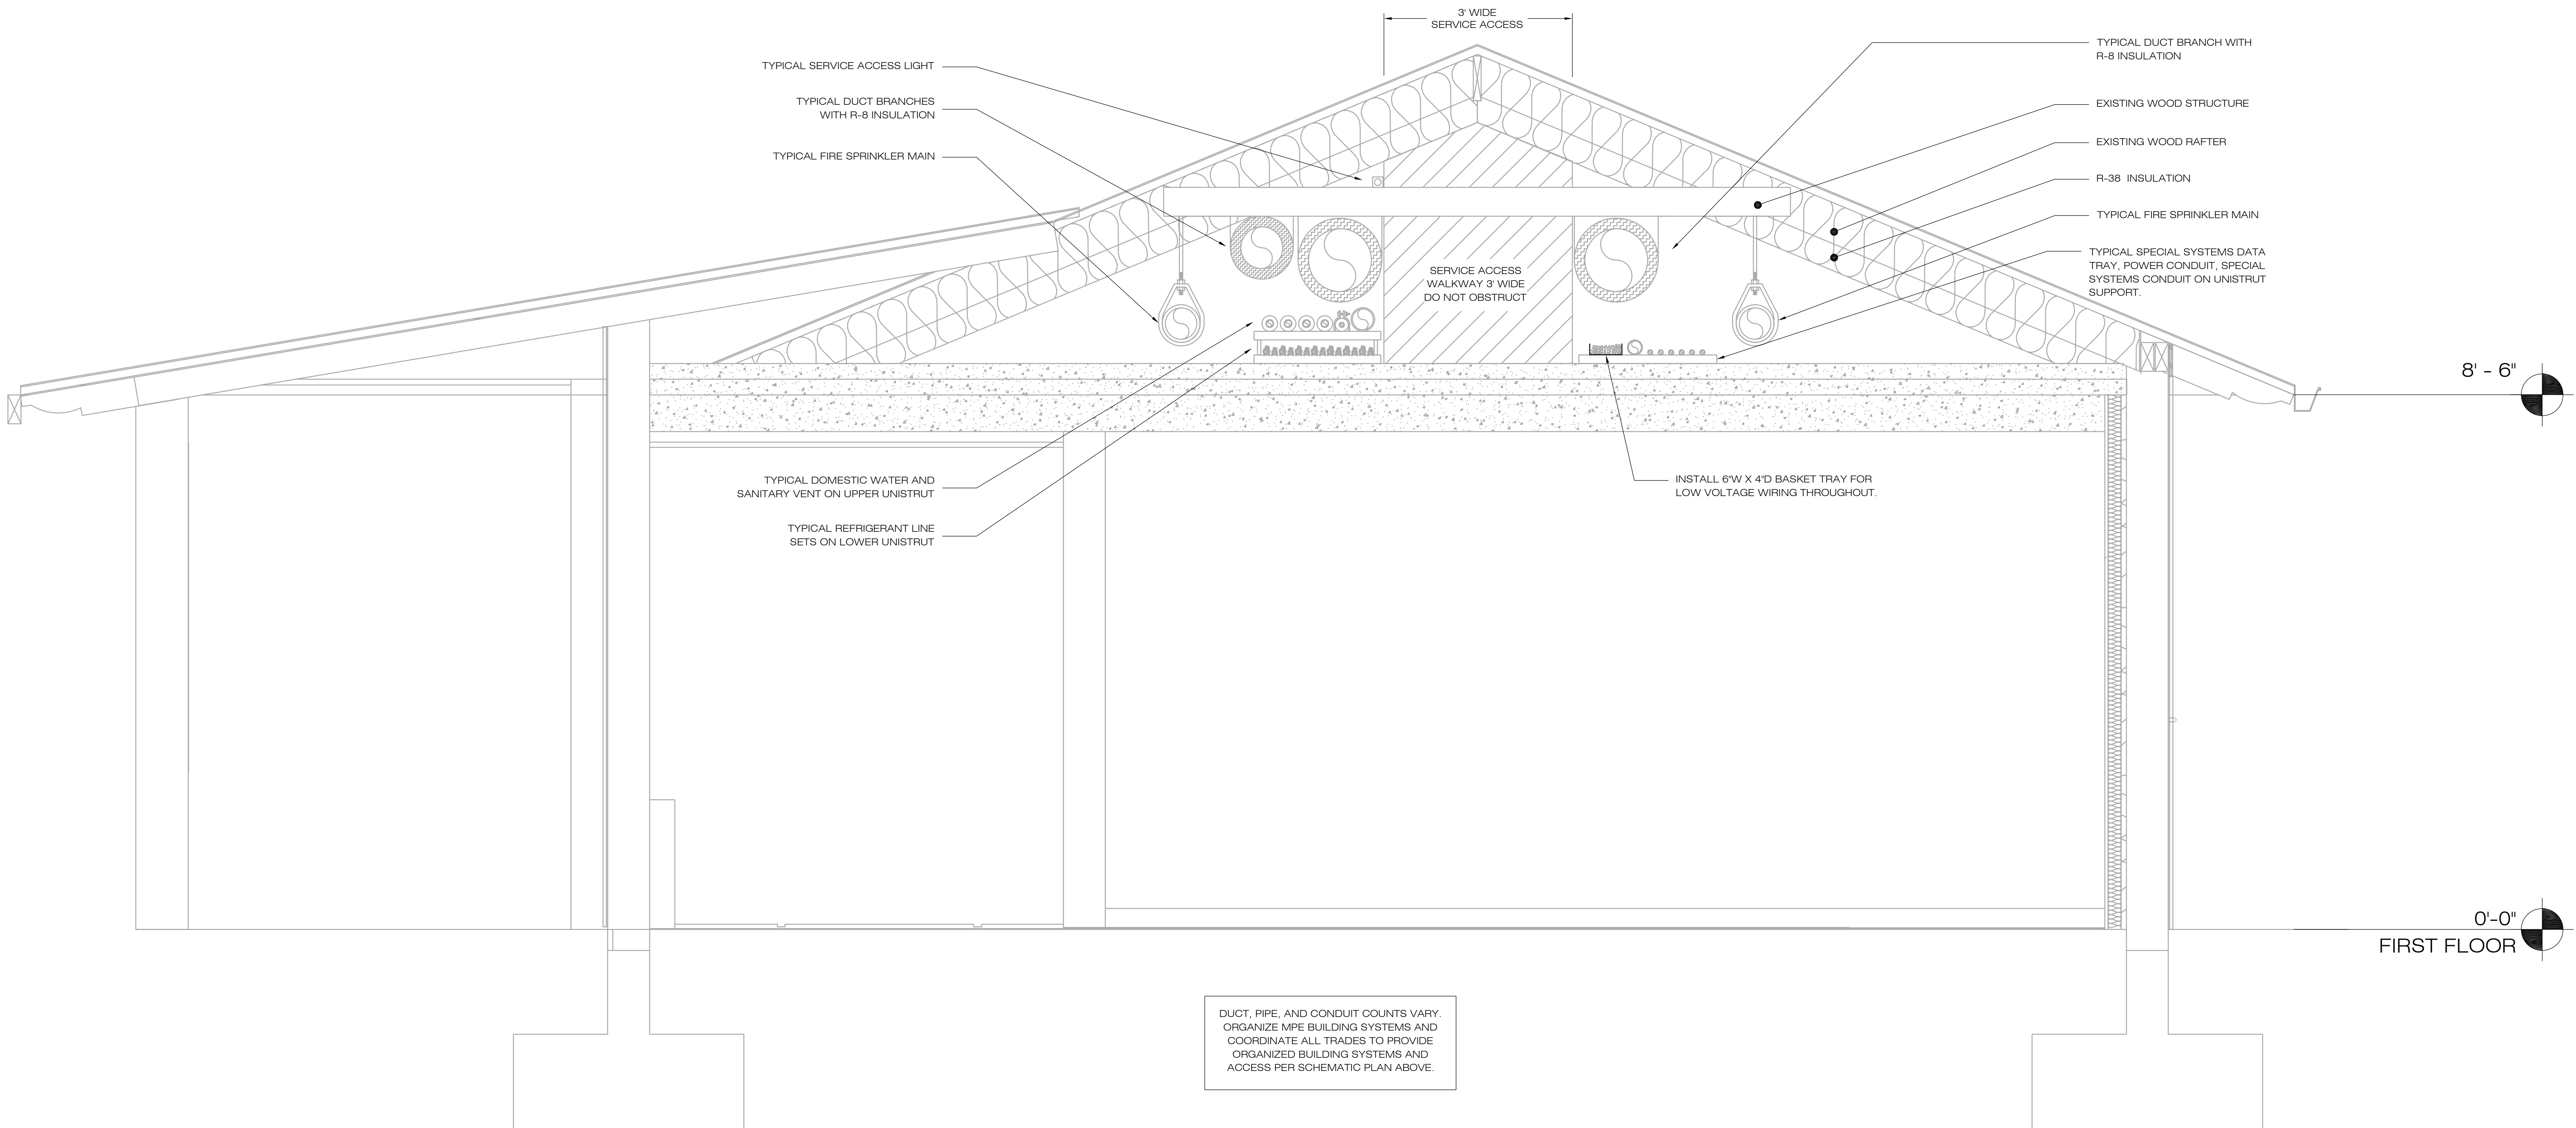 3' WIDE
SERVICE ACCESS
TYPICAL SERVICE ACCESS LIGHT
TYPICAL DUCT BRANCHES
WITH R-8 INSULATION
TYPICAL FIRE SPRINKLER MAIN
TYPICAL DUCT BRANCH WITH
R-8 INSULATION
EXISTING WOOD STRUCTURE
EXISTING WOOD RAFTER
R-38 INSULATION
TYPICAL FIRE SPRINKLER MAIN
TYPICAL SPECIAL SYSTEMS DATA
TRAY, POWER CONDUIT, SPECIAL
SYSTEMS CONDUIT ON UNISTRUT
SUPPORT.
SERVICE ACCESS
WALKWAY 3' WIDE
DO NOT OBSTRUCT
8' - 6"
TYPICAL DOMESTIC WATER AND
SANITARY VENT ON UPPER UNISTRUT
TYPICAL REFRIGERANT LINE
SETS ON LOWER UNISTRUT
INSTALL 6"W X 4"D BASKET TRAY FOR
LOW VOLTAGE WIRING THROUGHOUT.
0'-0"
FIRST FLOOR
DUCT, PIPE, AND CONDUIT COUNTS VARY.
ORGANIZE MPE BUILDING SYSTEMS AND
COORDINATE ALL TRADES TO PROVIDE
ORGANIZED BUILDING SYSTEMS AND
ACCESS PER SCHEMATIC PLAN ABOVE.